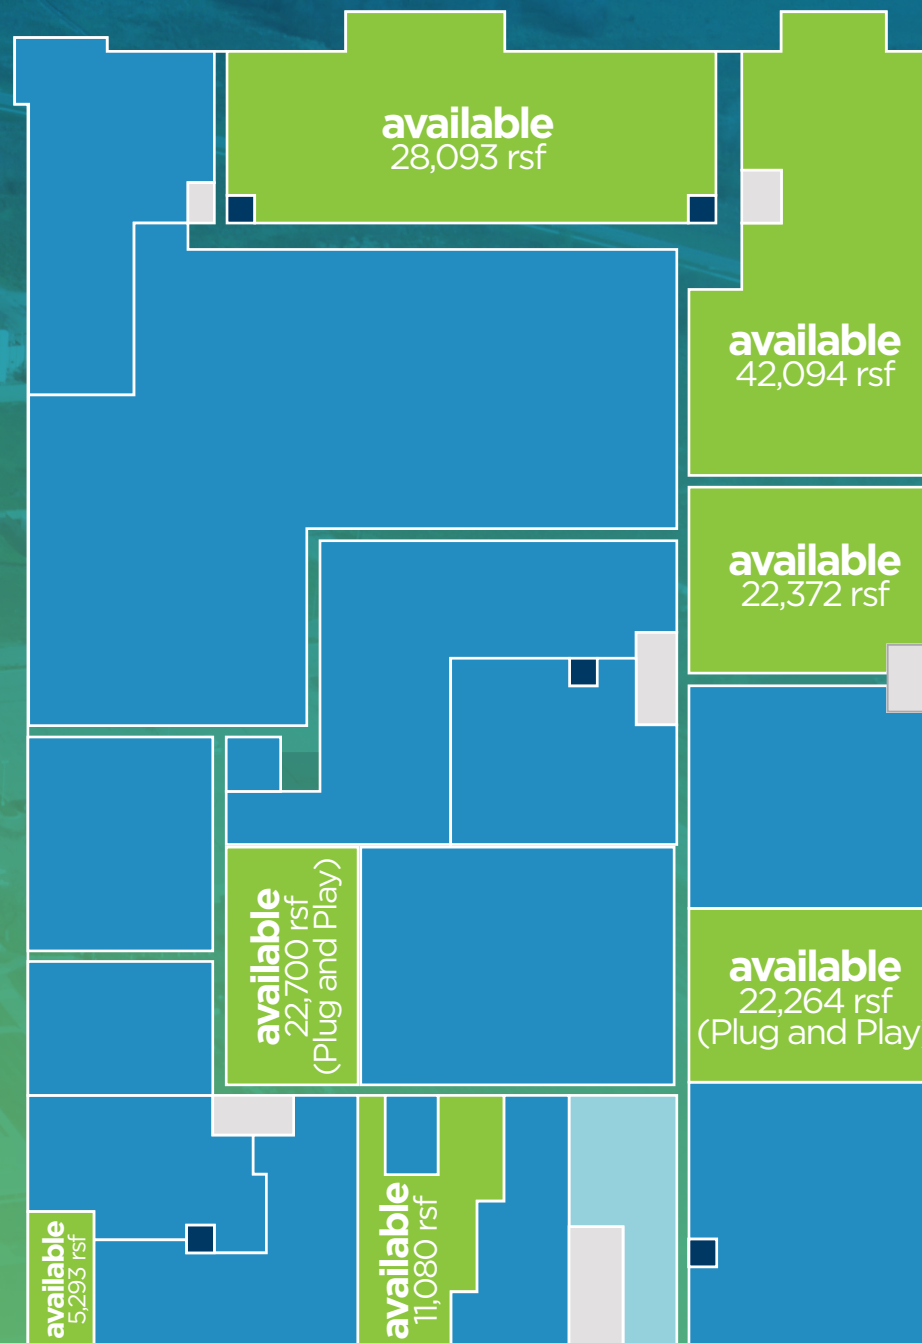 available
28,093 rsf
available
42,094 rsf
available
22,372 rsf
available
22,700 rsf
(Plug and Play)
available
22,264 rsf
(Plug and Play
available
5,293 rsf
available
11,080 rsf